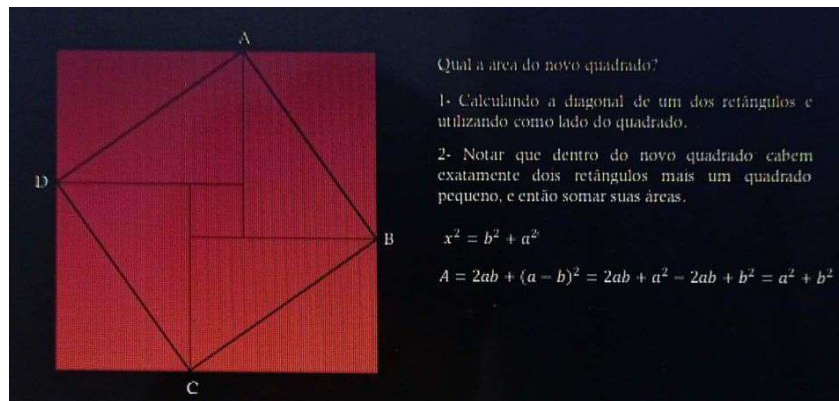 A
D
B
C
Qual a área do novo quadrado?
1- Calculando a diagonal de um dos retângulos e
utilizando como lado do quadrado.
2- Notar que dentro do novo quadrado cabem
exatamente dois retângulos mais um quadrado
pequeno, e então somar suas áreas.
x² = b² + a²
A = 2ab + (a − b)² = 2ab + a² − 2ab + b² = a² + b²